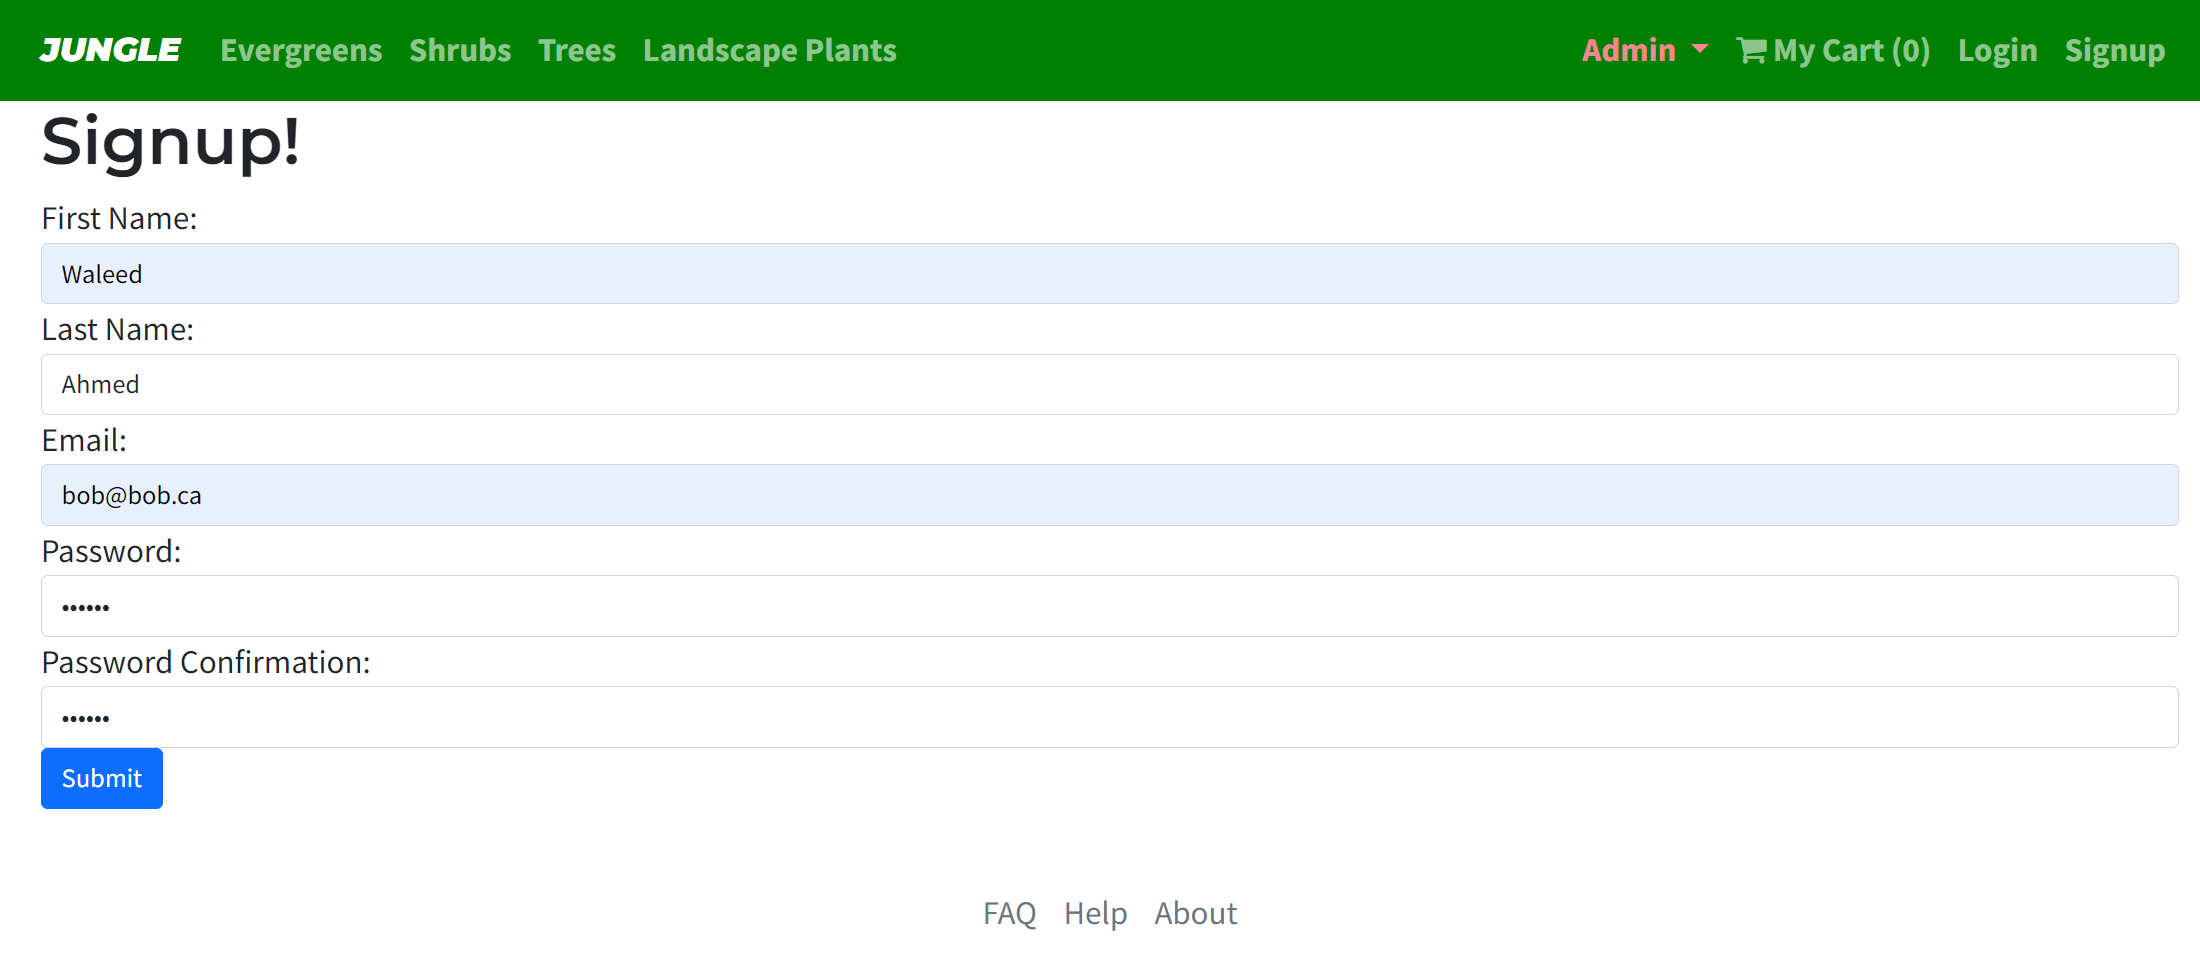 JUNGLE Evergreens Shrubs Trees Landscape Plants Admin My Cart (0) Login Signup
Signup!
First Name:
Waleed
Last Name:
Ahmed
Email:
bob@bob.ca
Password:
••••••
Password Confirmation:
••••••
Submit
FAQ Help About